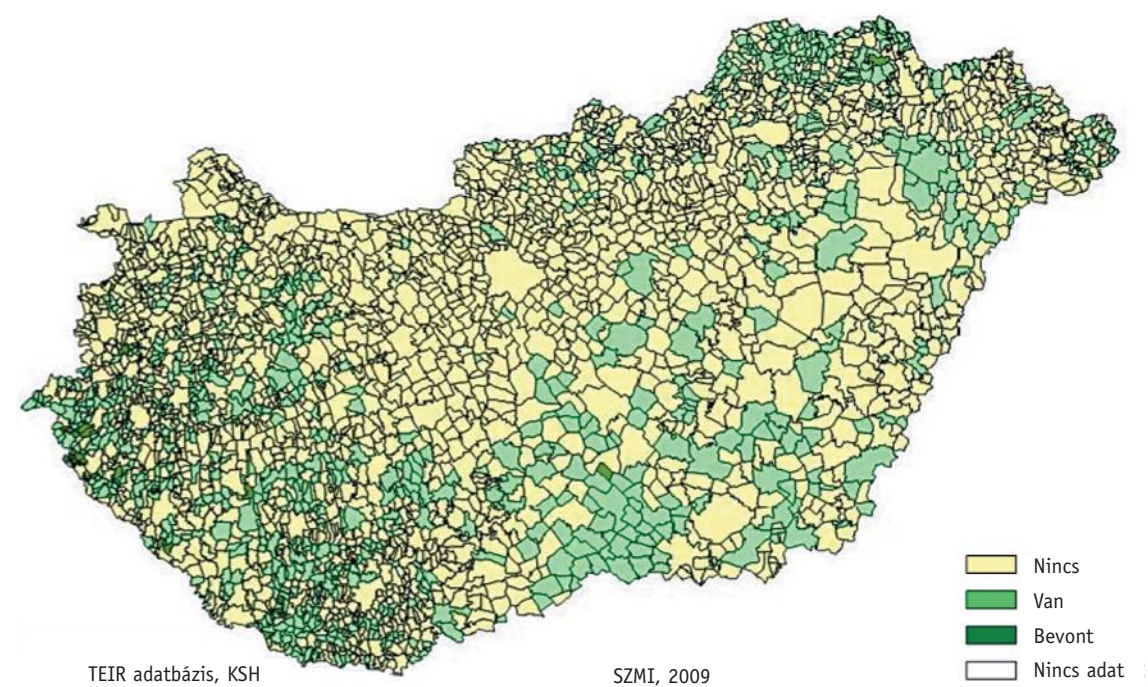 Nincs
Van
Bevont
Nincs adat
TEIR adatbázis, KSH
SZMI, 2009